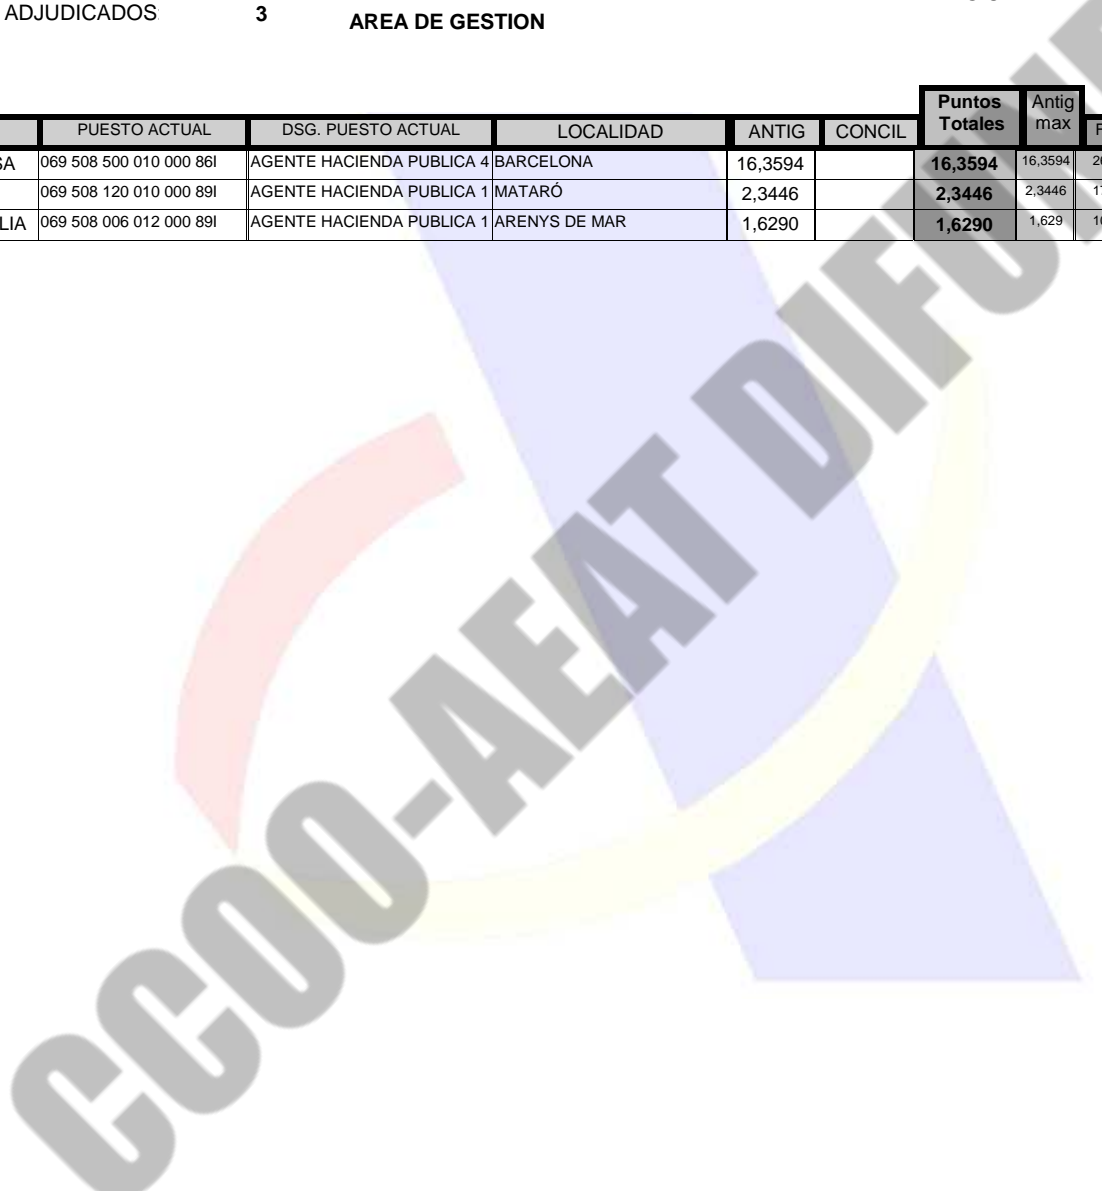 ADJUDICADOS: 3 AREA DE GESTION
Puntos Totales Antig max
PUESTO ACTUAL DSG. PUESTO ACTUAL LOCALIDAD ANTIG CONCIL
SA 069 508 500 010 000 86I AGENTE HACIENDA PUBLICA 4 BARCELONA 16,3594 16,3594 16,3594
069 508 120 010 000 89I AGENTE HACIENDA PUBLICA 1 MATARÓ 2,3446 2,3446 2,3446
LIA 069 508 006 012 000 89I AGENTE HACIENDA PUBLICA 1 ARENYS DE MAR 1,6290 1,6290 1,629
CCOO-AEAT DIFUN